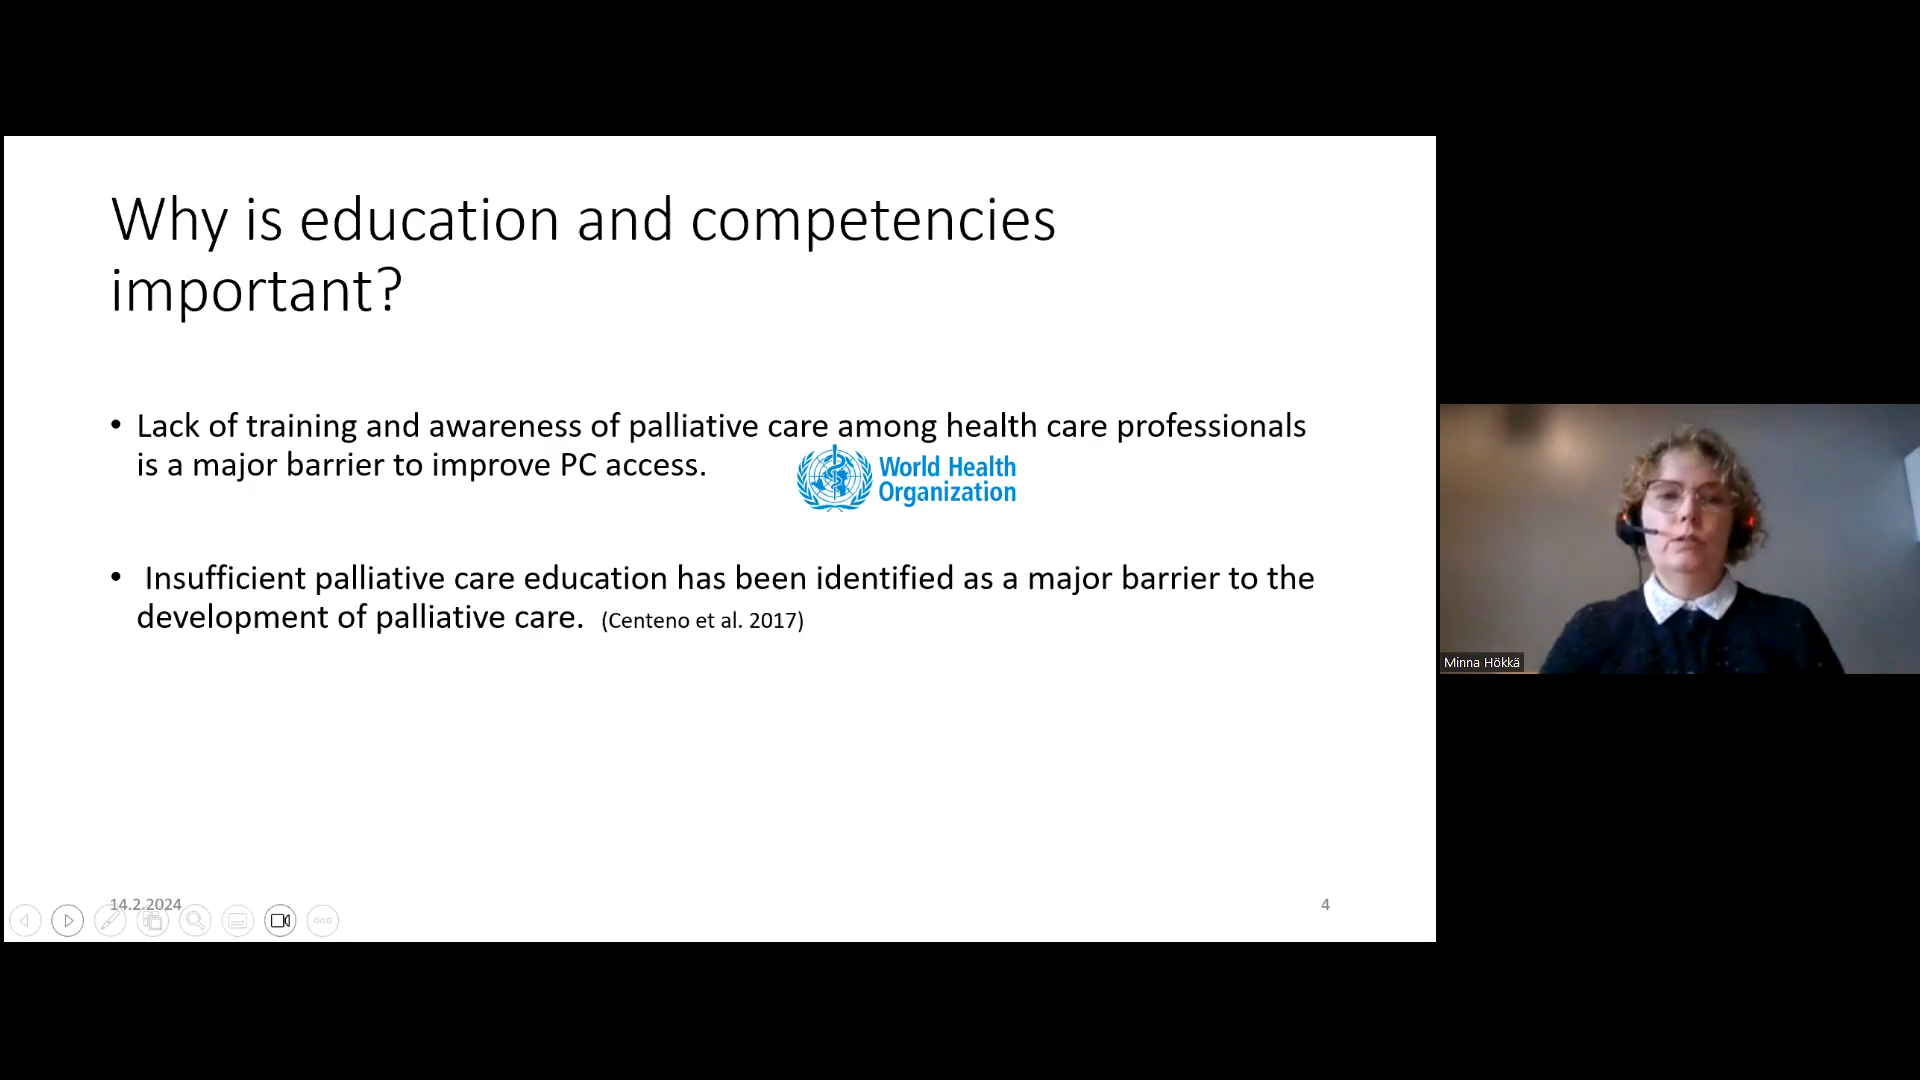 Why is education and competencies
important?
• Lack of training and awareness of palliative care among health care professionals
is a major barrier to improve PC access.
World Health
Organization
• Insufficient palliative care education has been identified as a major barrier to the
development of palliative care. (Centeno et al. 2017)
14.2.2024
4
Minna Hökkä